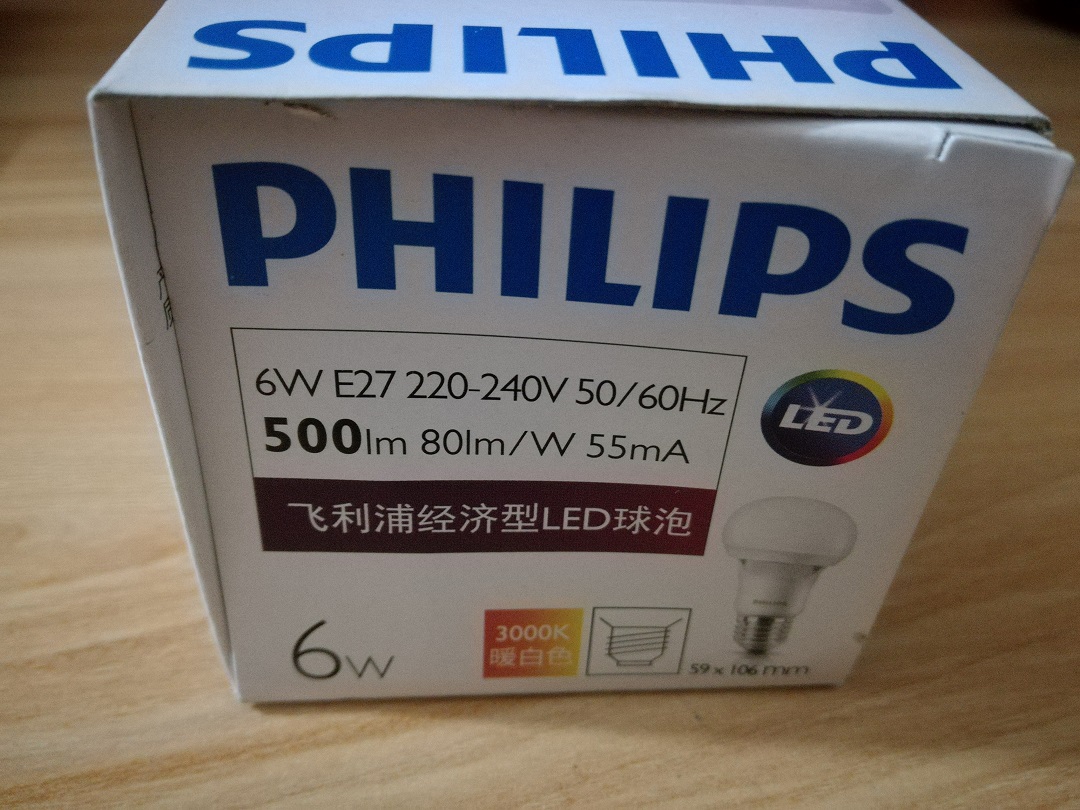 PHILIPS
PHILIPS
6W E27 220-240V 50/60Hz
500lm 80lm/W 55mA
LED
飞利浦经济型LED球泡
6W
3000K
暖白色
59 x 106 mm